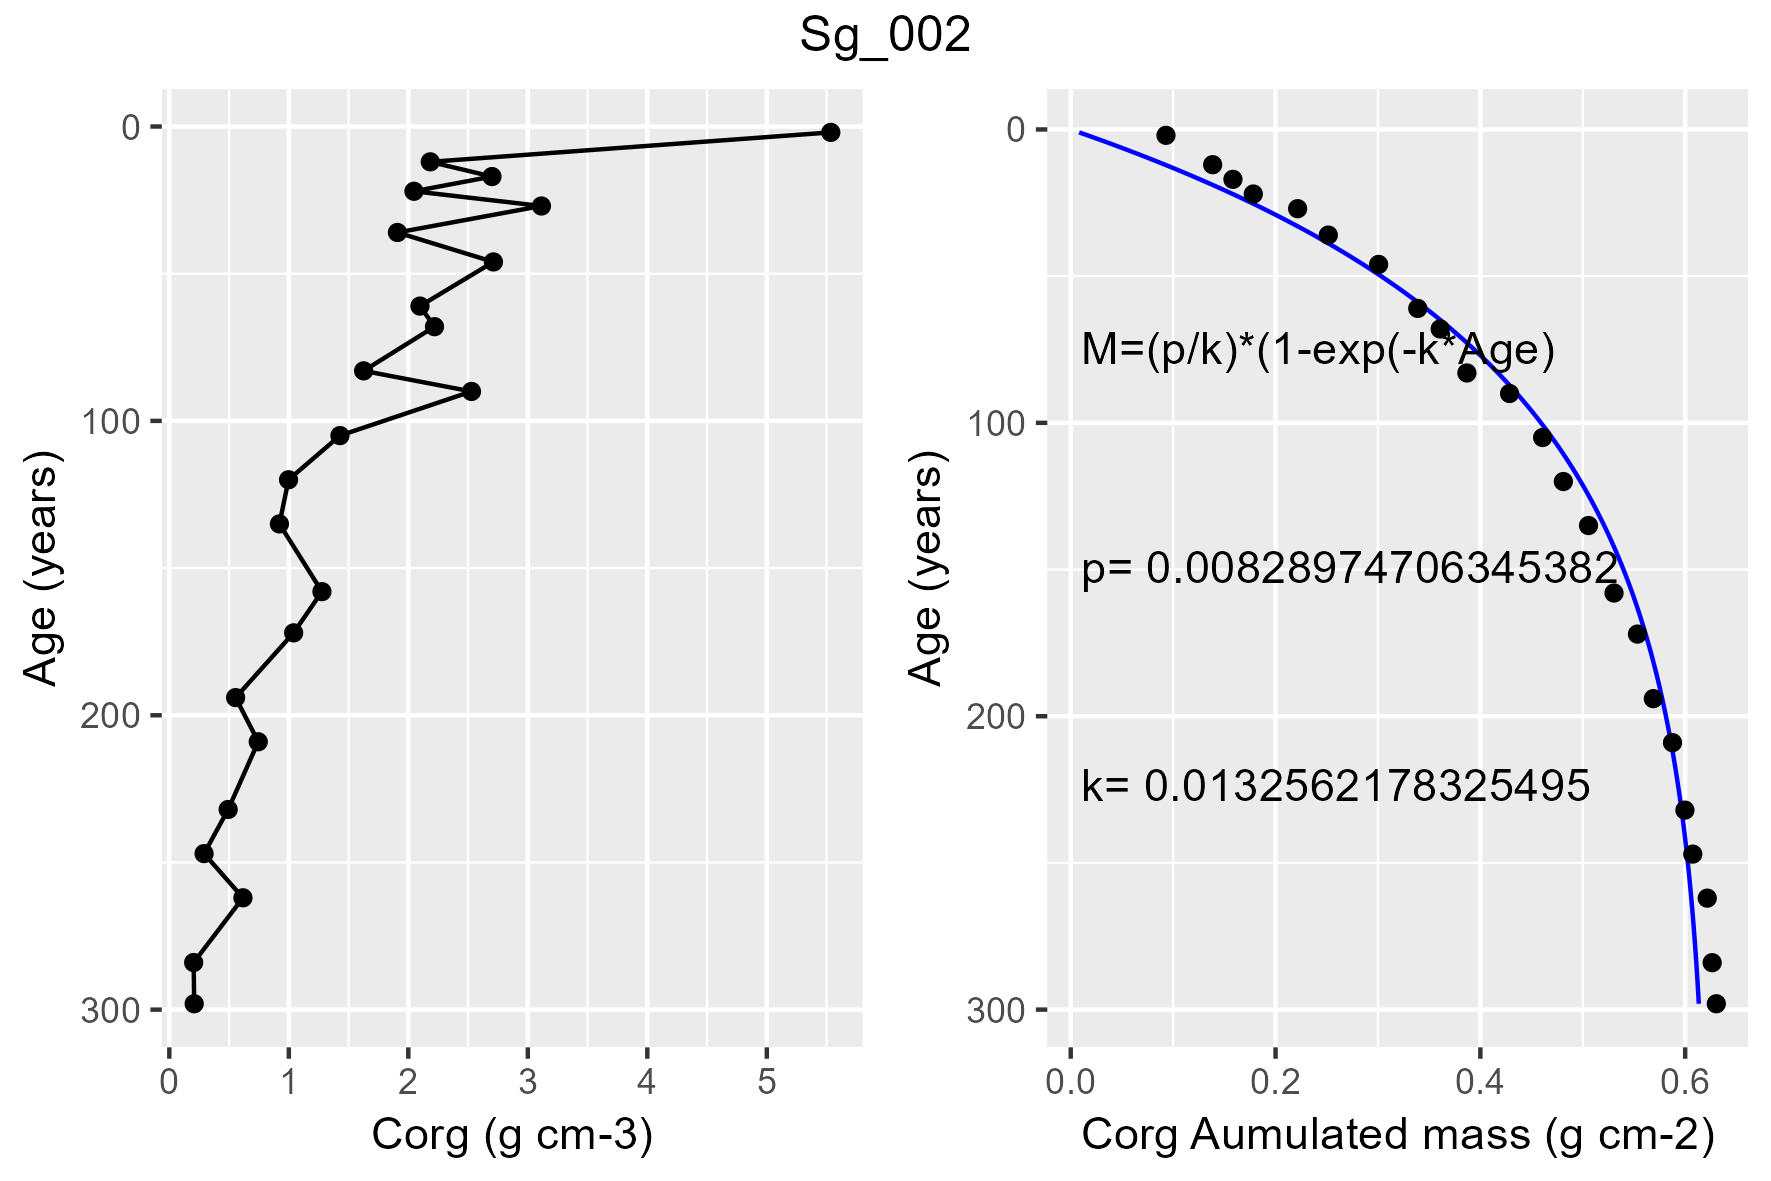 Sg_002
0
100
200
300
Age (years)
0 1 2 3 4 5
Corg (g cm-3)
0
100
200
300
Age (years)
M=(p/k)*(1-exp(-k*Age)
p= 0.00828974706345382
k= 0.0132562178325495
0.0 0.2 0.4 0.6
Corg Aumulated mass (g cm-2)